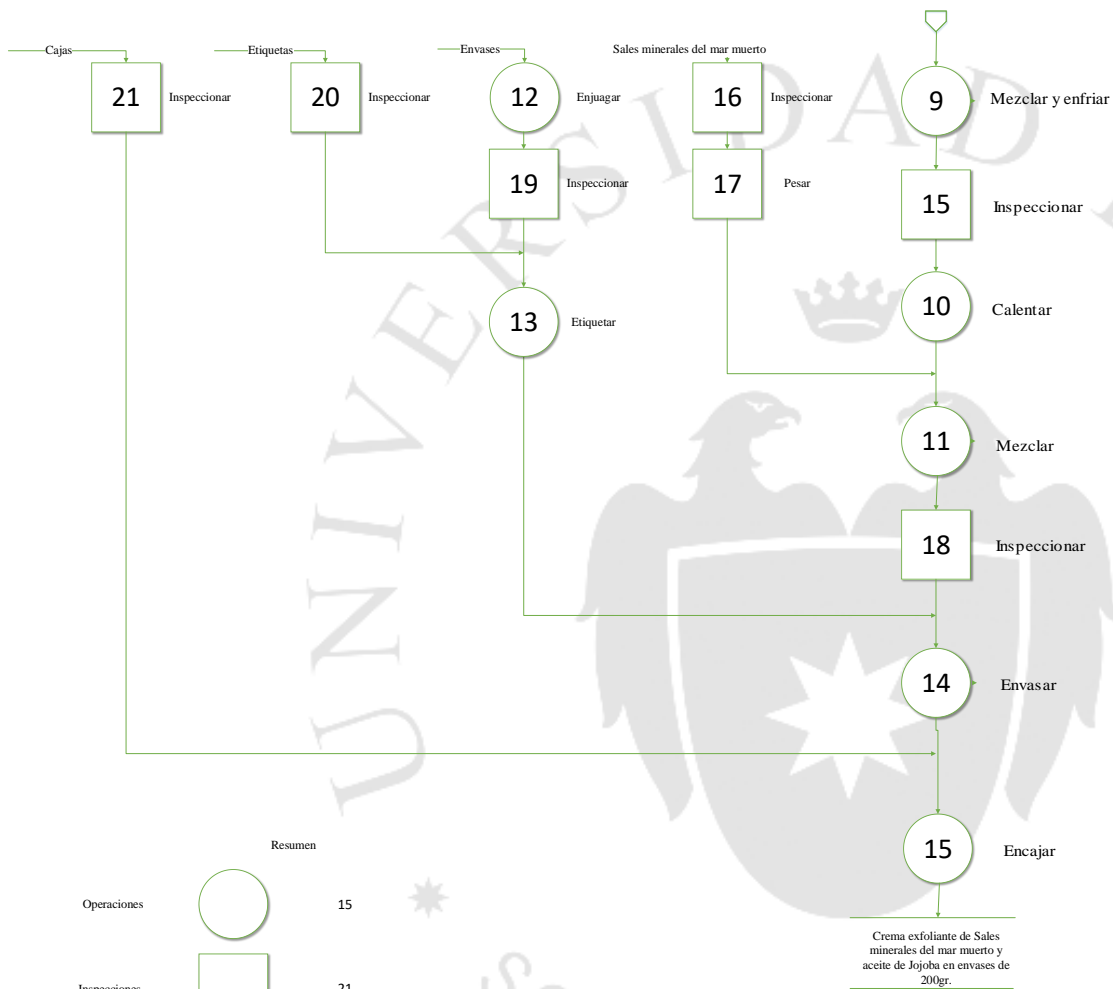 Cajas
Etiquetas
Envases
Sales minerales del mar muerto
21
Inspeccionar
20
Inspeccionar
12
Enjuagar
16
Inspeccionar
9
Mezclar y enfriar
19
Inspeccionar
17
Pesar
15
Inspeccionar
13
Etiquetar
10
Calentar
11
Mezclar
18
Inspeccionar
14
Envasar
15
Encajar
Resumen
Operaciones
15
Inspecciones
21
Crema exfoliante de Sales
minerales del mar muerto y
aceite de Jojoba en envases de
200gr.
UNIVERSIDAD